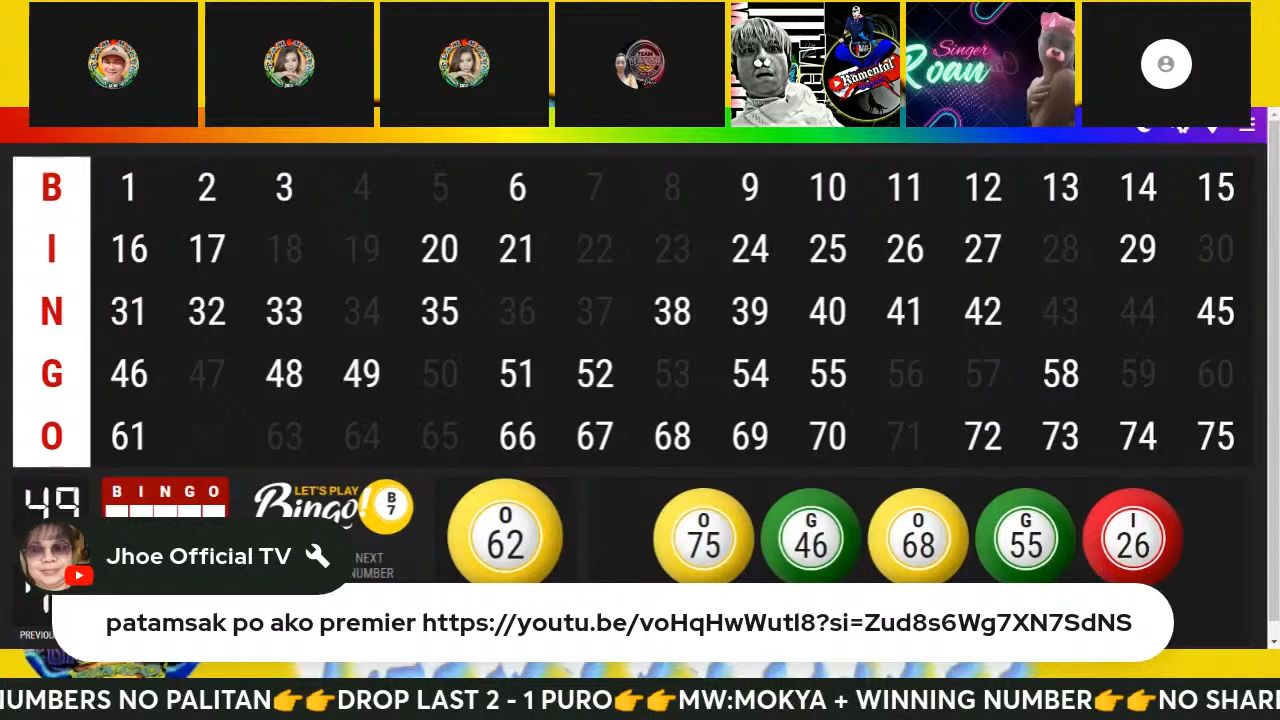 Singer
Roan
Kamental
B 1 2 3 4 5 6 7 8 9 10 11 12 13 14 15
I 16 17 18 19 20 21 22 23 24 25 26 27 28 29 30
N 31 32 33 34 35 36 37 38 39 40 41 42 43 44 45
G 46 47 48 49 50 51 52 53 54 55 56 57 58 59 60
O 61 63 64 65 66 67 68 69 70 71 72 73 74 75
49
B I N G O
LET'S PLAY
Bingo!
B
7
NEXT
NUMBER
O
62
O
75
G
46
O
68
G
55
I
26
Jhoe Official TV
patamsak po ako premier https://youtu.be/voHqHwWutl8?si=Zud8s6Wg7XN7SdNS
PREVIOU
NUMBERS NO PALITAN👉👉DROP LAST 2 - 1 PURO👉👉MW:MOKYA + WINNING NUMBER👉👉NO SHAR